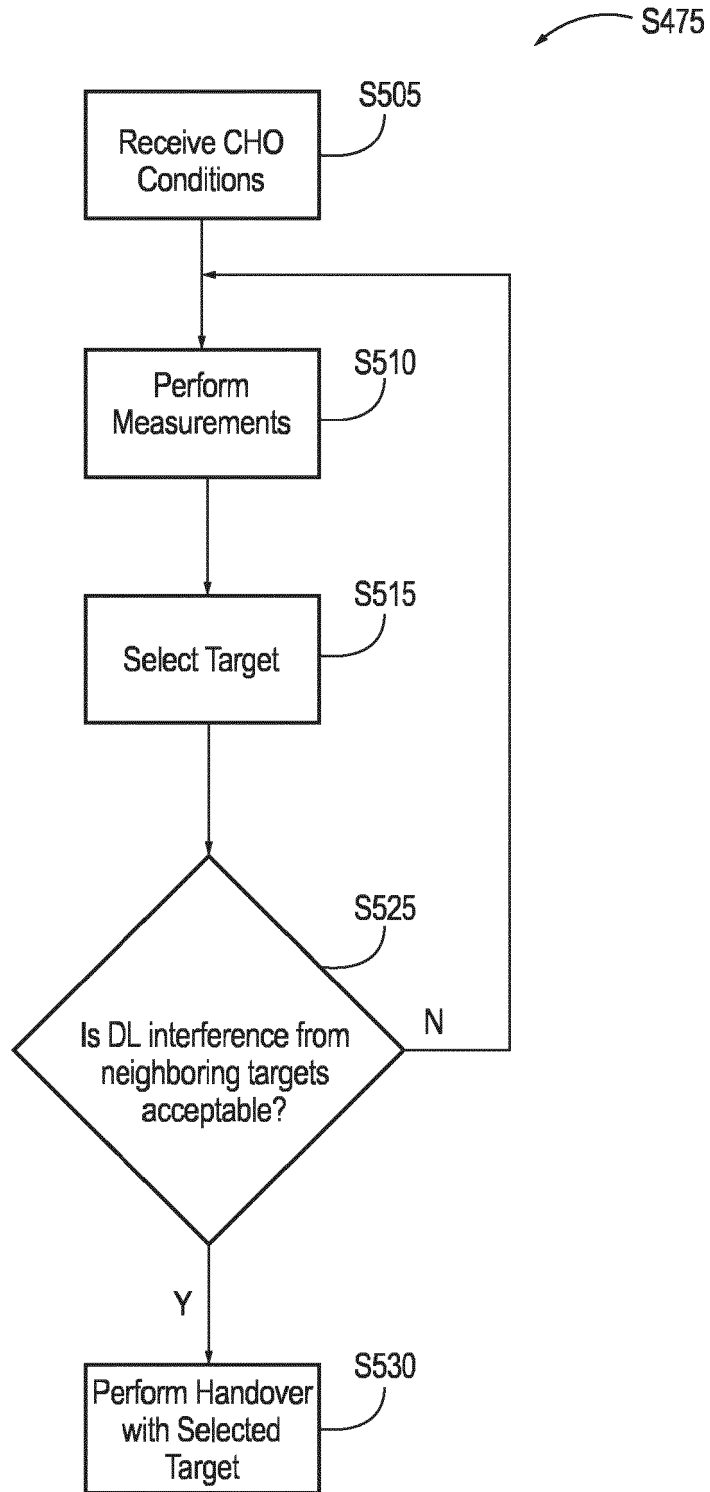 S475
S505
Receive CHO
Conditions
S510
Perform
Measurements
S515
Select Target
S525
Is DL interference from
neighboring targets
acceptable?
N
Y
S530
Perform Handover
with Selected
Target